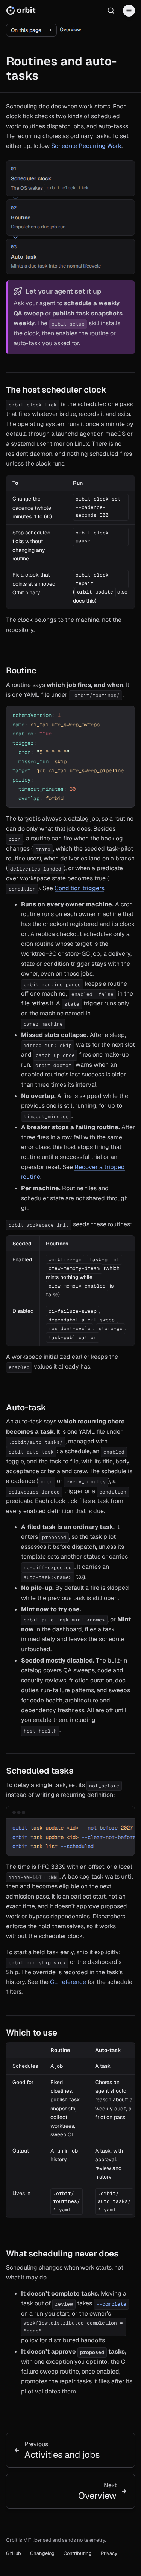 orbit
On this page
Overview
Routines and auto-
tasks
Scheduling decides when work starts. Each
kind of clock only two kinds of scheduled
work: routines dispatch jobs, and auto-tasks
file recurring chores as ordinary tasks. To set
either up, follow Schedule Recurring Work.
01
Scheduler clock
The OS wakes orbit clock tick
02
Routine
Dispatches a due job run
03
Auto-task
Mints a due task into the normal lifecycle
Let your agent set it up
Ask your agent to schedule a weekly
QA sweep or publish task snapshots
weekly. The orbit-setup skill installs
the clock, then enables the routine or
auto-task you asked for.
The host scheduler clock
orbit clock tick is the scheduler: one pass
that fires whatever is due, records it and exits.
The operating system runs it once a minute by
default, through a launchd agent on macOS or
a systemd user timer on Linux. There is no
resident daemon, and nothing scheduled fires
unless the clock runs.
To
Run
Change the
cadence (whole
minutes, 1 to 60)
orbit clock set
--cadence-
seconds 300
Stop scheduled
ticks without
changing any
routine
orbit clock
pause
Fix a clock that
points at a moved
Orbit binary
orbit clock
repair
( orbit update also
does this)
The clock belongs to the machine, not the
repository.
Routine
A routine says which job fires, and when. It
is one YAML file under .orbit/routines/ :
schemaVersion: 1
name: ci_failure_sweep_myrepo
enabled: true
trigger:
cron: "5 * * * *"
missed_run: skip
target: job:ci_failure_sweep_pipeline
policy:
timeout_minutes: 30
overlap: forbid
The target is always a catalog job, so a routine
can do only what that job does. Besides
cron , a routine can fire when the backlog
changes ( state ), which needs attention
continuously, when deliveries land
( deliveries_landed ), or when repository
or workspace state becomes true (
condition ). See Condition triggers.
Runs on every owner machine. A cron
routine fires on each machine that has
the checkout registered and the clock
on. A replica host schedules only a
cron routine whose target is the
worktree-GC or store-GC job; a delivery,
state or condition trigger stays with the
owner, even on idle hosts.
orbit routine pause turns a routine
off one machine; enabled: false in the
file retires it. A state trigger runs only
on the machine named in
owner_machine .
Missed slots collapse. After a sleep,
missed_run: skip waits for the next slot
and catch_up_once fires one make-up
run. orbit doctor warns when an
enabled routine's last success is older
than three times its interval.
No overlap. A fire is skipped while the
previous one is still running, for up to
timeout_minutes .
A breaker stops a failing routine. After
three fires in a row fail with the same
error class, this host stops firing that
routine until a success or an explicit
reset. See Recover a tripped
routine.
Per machine. Routine files and
scheduler state are not shared through
git.
orbit workspace init seeds these routines:
Seeded
Routines
Enabled
worktree-gc , task-pilot ,
crew-memory-dream (which
mints nothing while
crew_memory.enabled is
false)
Disabled
ci-failure-sweep ,
dependabot-alert-sweep ,
resident-cycle , store-gc ,
task-publication
A workspace initialized earlier keeps the
enabled values it already has.
Auto-task
An auto-task says which recurring chore
becomes a task. It is one YAML file under
.orbit/auto_tasks/ , managed with
orbit auto-task : a schedule, an enabled
toggle, and the task to file, with its title, body,
acceptance criteria and crew. The schedule is
a cadence ( cron or every_minutes ), a
deliveries_landed trigger or a condition
predicate. Each clock tick files a task from
every enabled definition that is due.
A filed task is an ordinary task. It
enters proposed , so the task pilot
assesses it before dispatch, unless its
template sets another status or carries
no-diff-expected . It carries an
auto-task:<name> tag.
No pile-up. By default a fire is skipped
while the previous task is still open.
Mint now to try one.
orbit auto-task mint <name> , or Mint
now in the dashboard, files a task
immediately and leaves the schedule
untouched.
Seeded mostly disabled. The built-in
catalog covers QA sweeps, code and
security reviews, friction curation, doc
duties, run-failure patterns, and sweeps
for code health, architecture and
dependency freshness. All are off until
you enable them, including
host-health .
Scheduled tasks
To delay a single task, set its not_before
instead of writing a recurring definition:
orbit task update <id> --not-before 2027-
orbit task update <id> --clear-not-before
orbit task list --scheduled
The time is RFC 3339 with an offset, or a local
YYYY-MM-DDTHH:MM . A backlog task waits until
then and becomes eligible on the next
admission pass. It is not a status change and
not a promise of an exact start: a proposed
task still needs approval, and dependencies,
review windows and worker budgets decide
when it runs. Dispatchers on hosts other than
the owner honor the hold independently, so
it works without the scheduler clock.
To start a held task early, do it explicitly:
orbit run ship <id> or the dashboard's
Ship. The override is recorded in the task's
history. See the CLI reference for schedule
filters.
Which to use
Routine
Auto-task
Schedules
A job
A task
Good for
Fixed
pipelines:
publish task
snapshots,
collect
worktrees,
sweep CI
Chores an
agent should
reason about: a
weekly audit, a
friction pass
Output
A run in job
history
A task, with
approval,
review and
history
Lives in
.orbit/
routines/
*.yaml
.orbit/
auto_tasks/
*.yaml
What scheduling never does
Scheduling changes when work starts, not
what it may do.
It doesn't complete tasks. Moving a
task out of review takes --complete
on a run you start, or the owner's
workflow.distributed_completion =
"done"
policy for distributed handoffs.
It doesn't approve proposed tasks,
with one exception you opt into: the CI
failure sweep routine, once enabled,
promotes the repair tasks it files after its
pilot validates them.
Previous
Activities and jobs
Next
Overview
Orbit is MIT licensed and sends no telemetry.
GitHub
Changelog
Contributing
Privacy